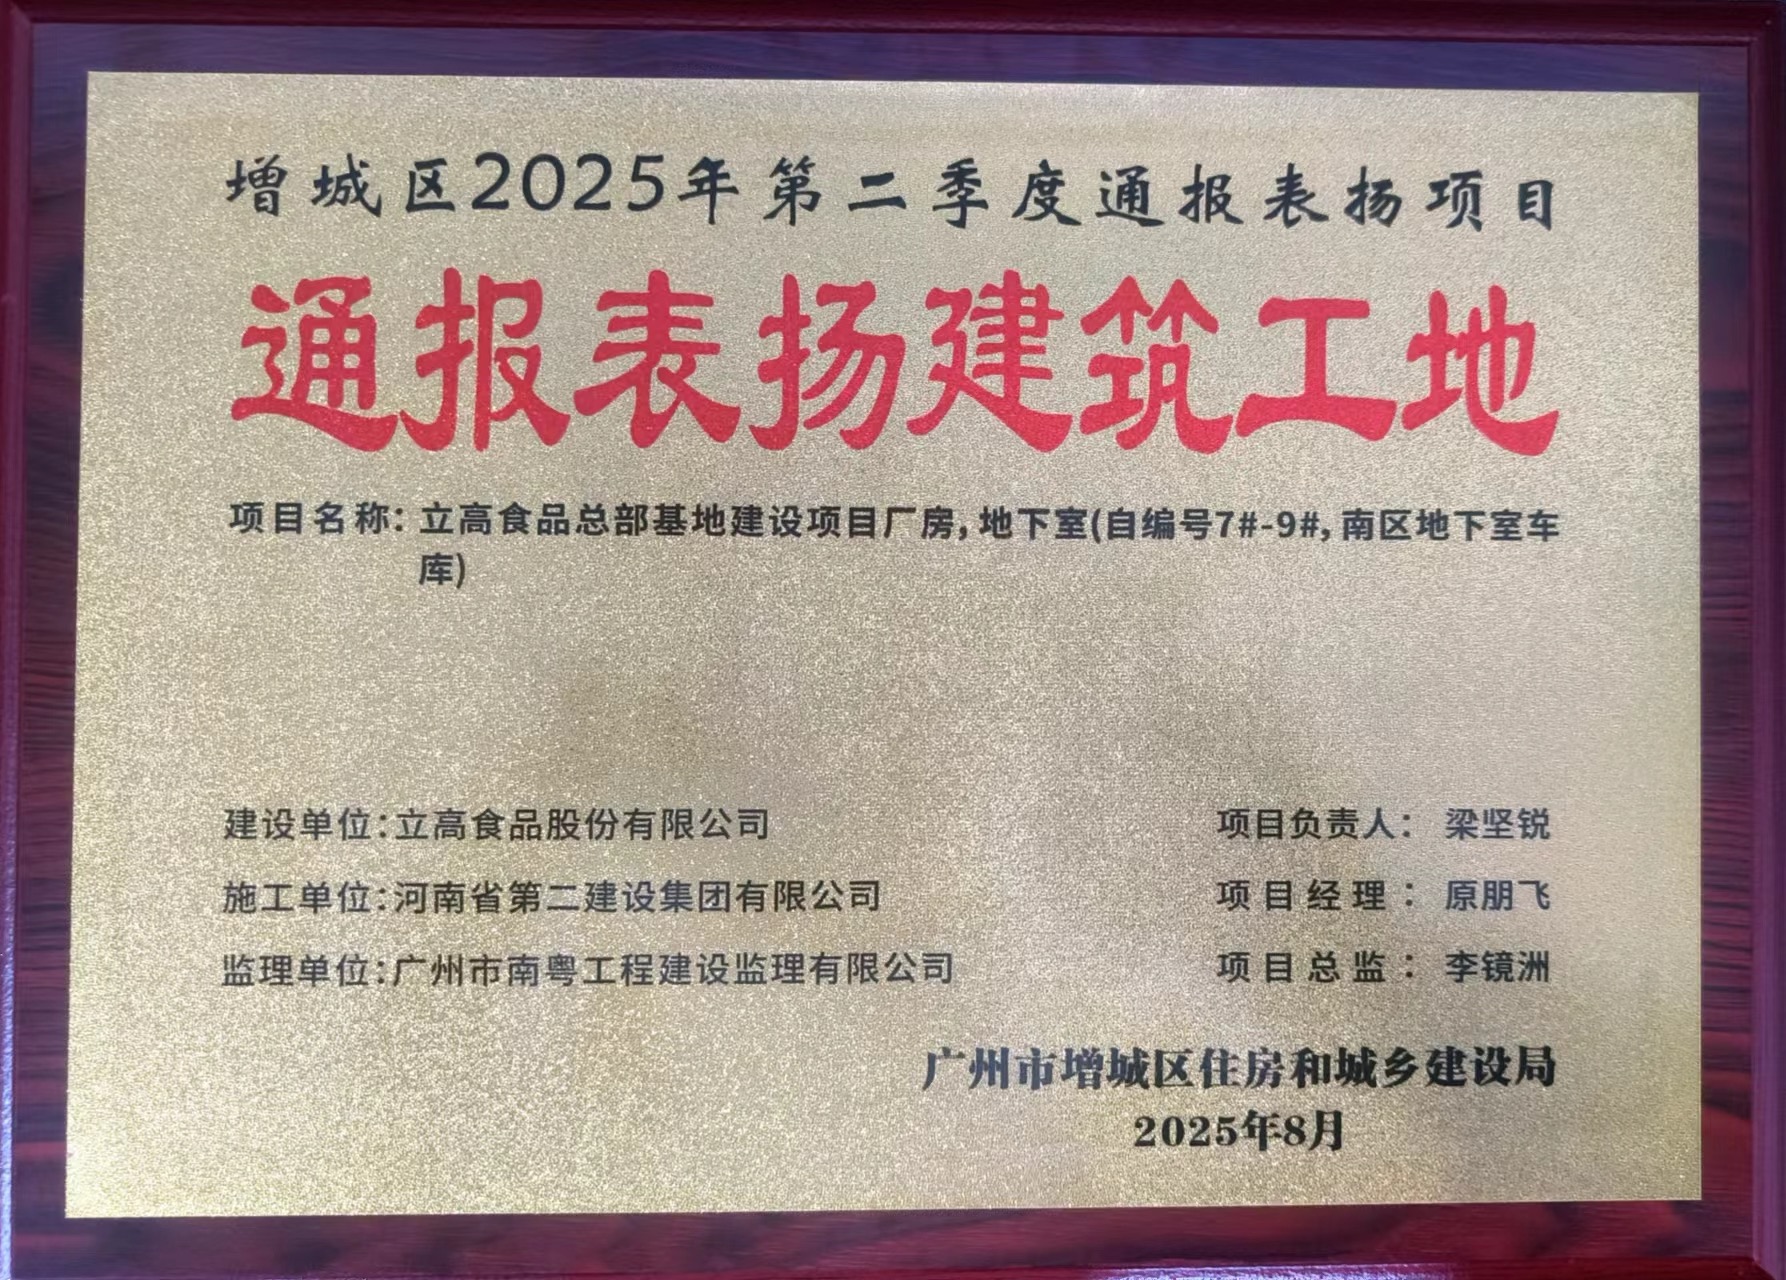 增城区2025年第二季度通报表扬项目
通报表扬建筑工地
项目名称：立高食品总部基地建设项目厂房,地下室(自编号7#-9#,南区地下室车
库)
建设单位:立高食品股份有限公司 项目负责人： 梁坚锐
施工单位:河南省第二建设集团有限公司 项目经理： 原朋飞
监理单位:广州市南粤工程建设监理有限公司 项目总监： 李镜洲
广州市增城区住房和城乡建设局
2025年8月